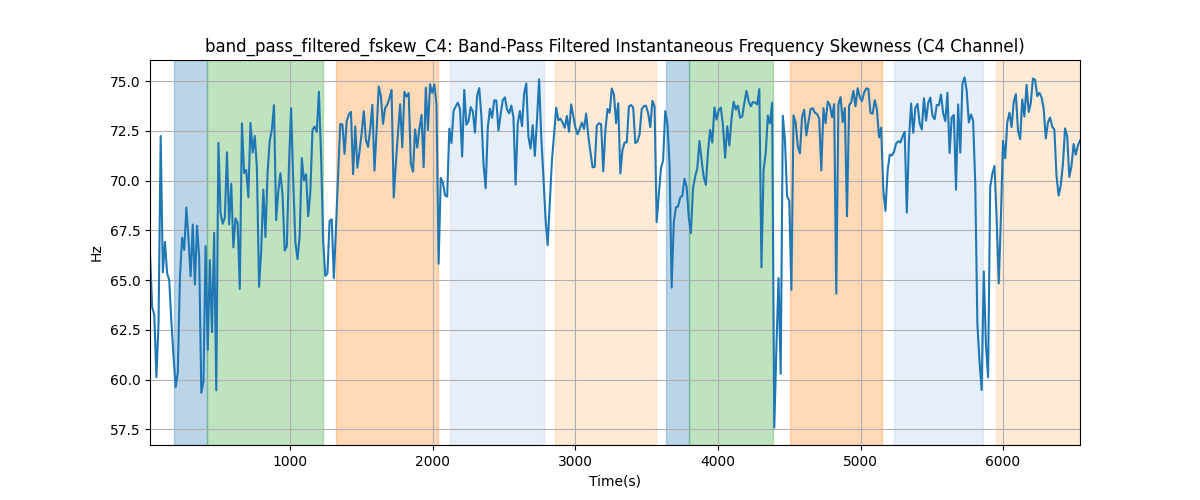 band_pass_filtered_fskew_C4: Band-Pass Filtered Instantaneous Frequency Skewness (C4 Channel)
75.0
72.5
70.0
67.5
65.0
62.5
60.0
57.5
Hz
1000 2000 3000 4000 5000 6000
Time(s)